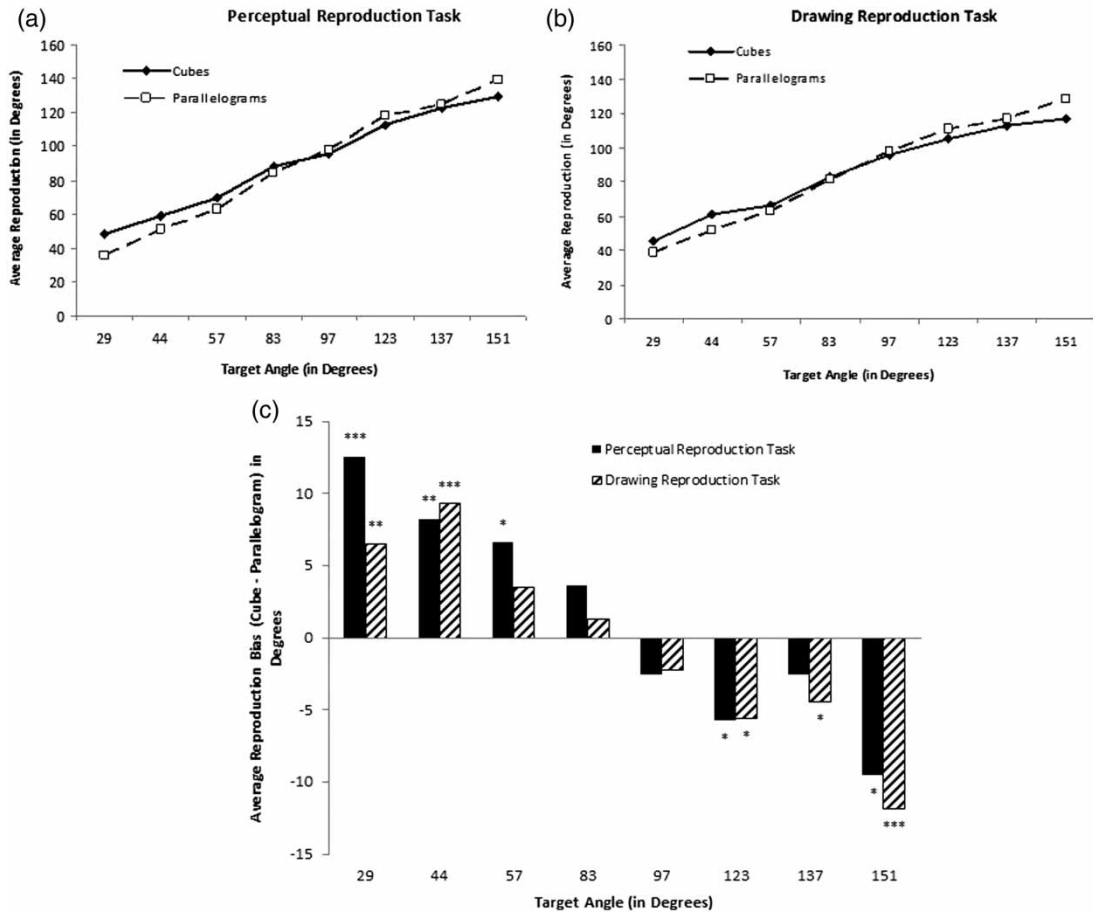 (a)
Perceptual Reproduction Task
160
140
120
100
80
60
40
20
0
Average Reproduction (in Degrees)
Cubes
Parallelograms
29 44 57 83 97 123 137 151
Target Angle (in Degrees)
(b)
Drawing Reproduction Task
160
140
120
100
80
60
40
20
0
Average Reproduction (in Degrees)
Cubes
Parallelograms
29 44 57 83 97 123 137 151
Target Angle (in Degrees)
(c)
15
10
5
0
-5
-10
-15
Average Reproduction Bias (Cube - Parallelogram) in
Degrees
Perceptual Reproduction Task
Drawing Reproduction Task
***
**
**
***
*
*
*
*
*
***
29 44 57 83 97 123 137 151
Target Angle (in Degrees)